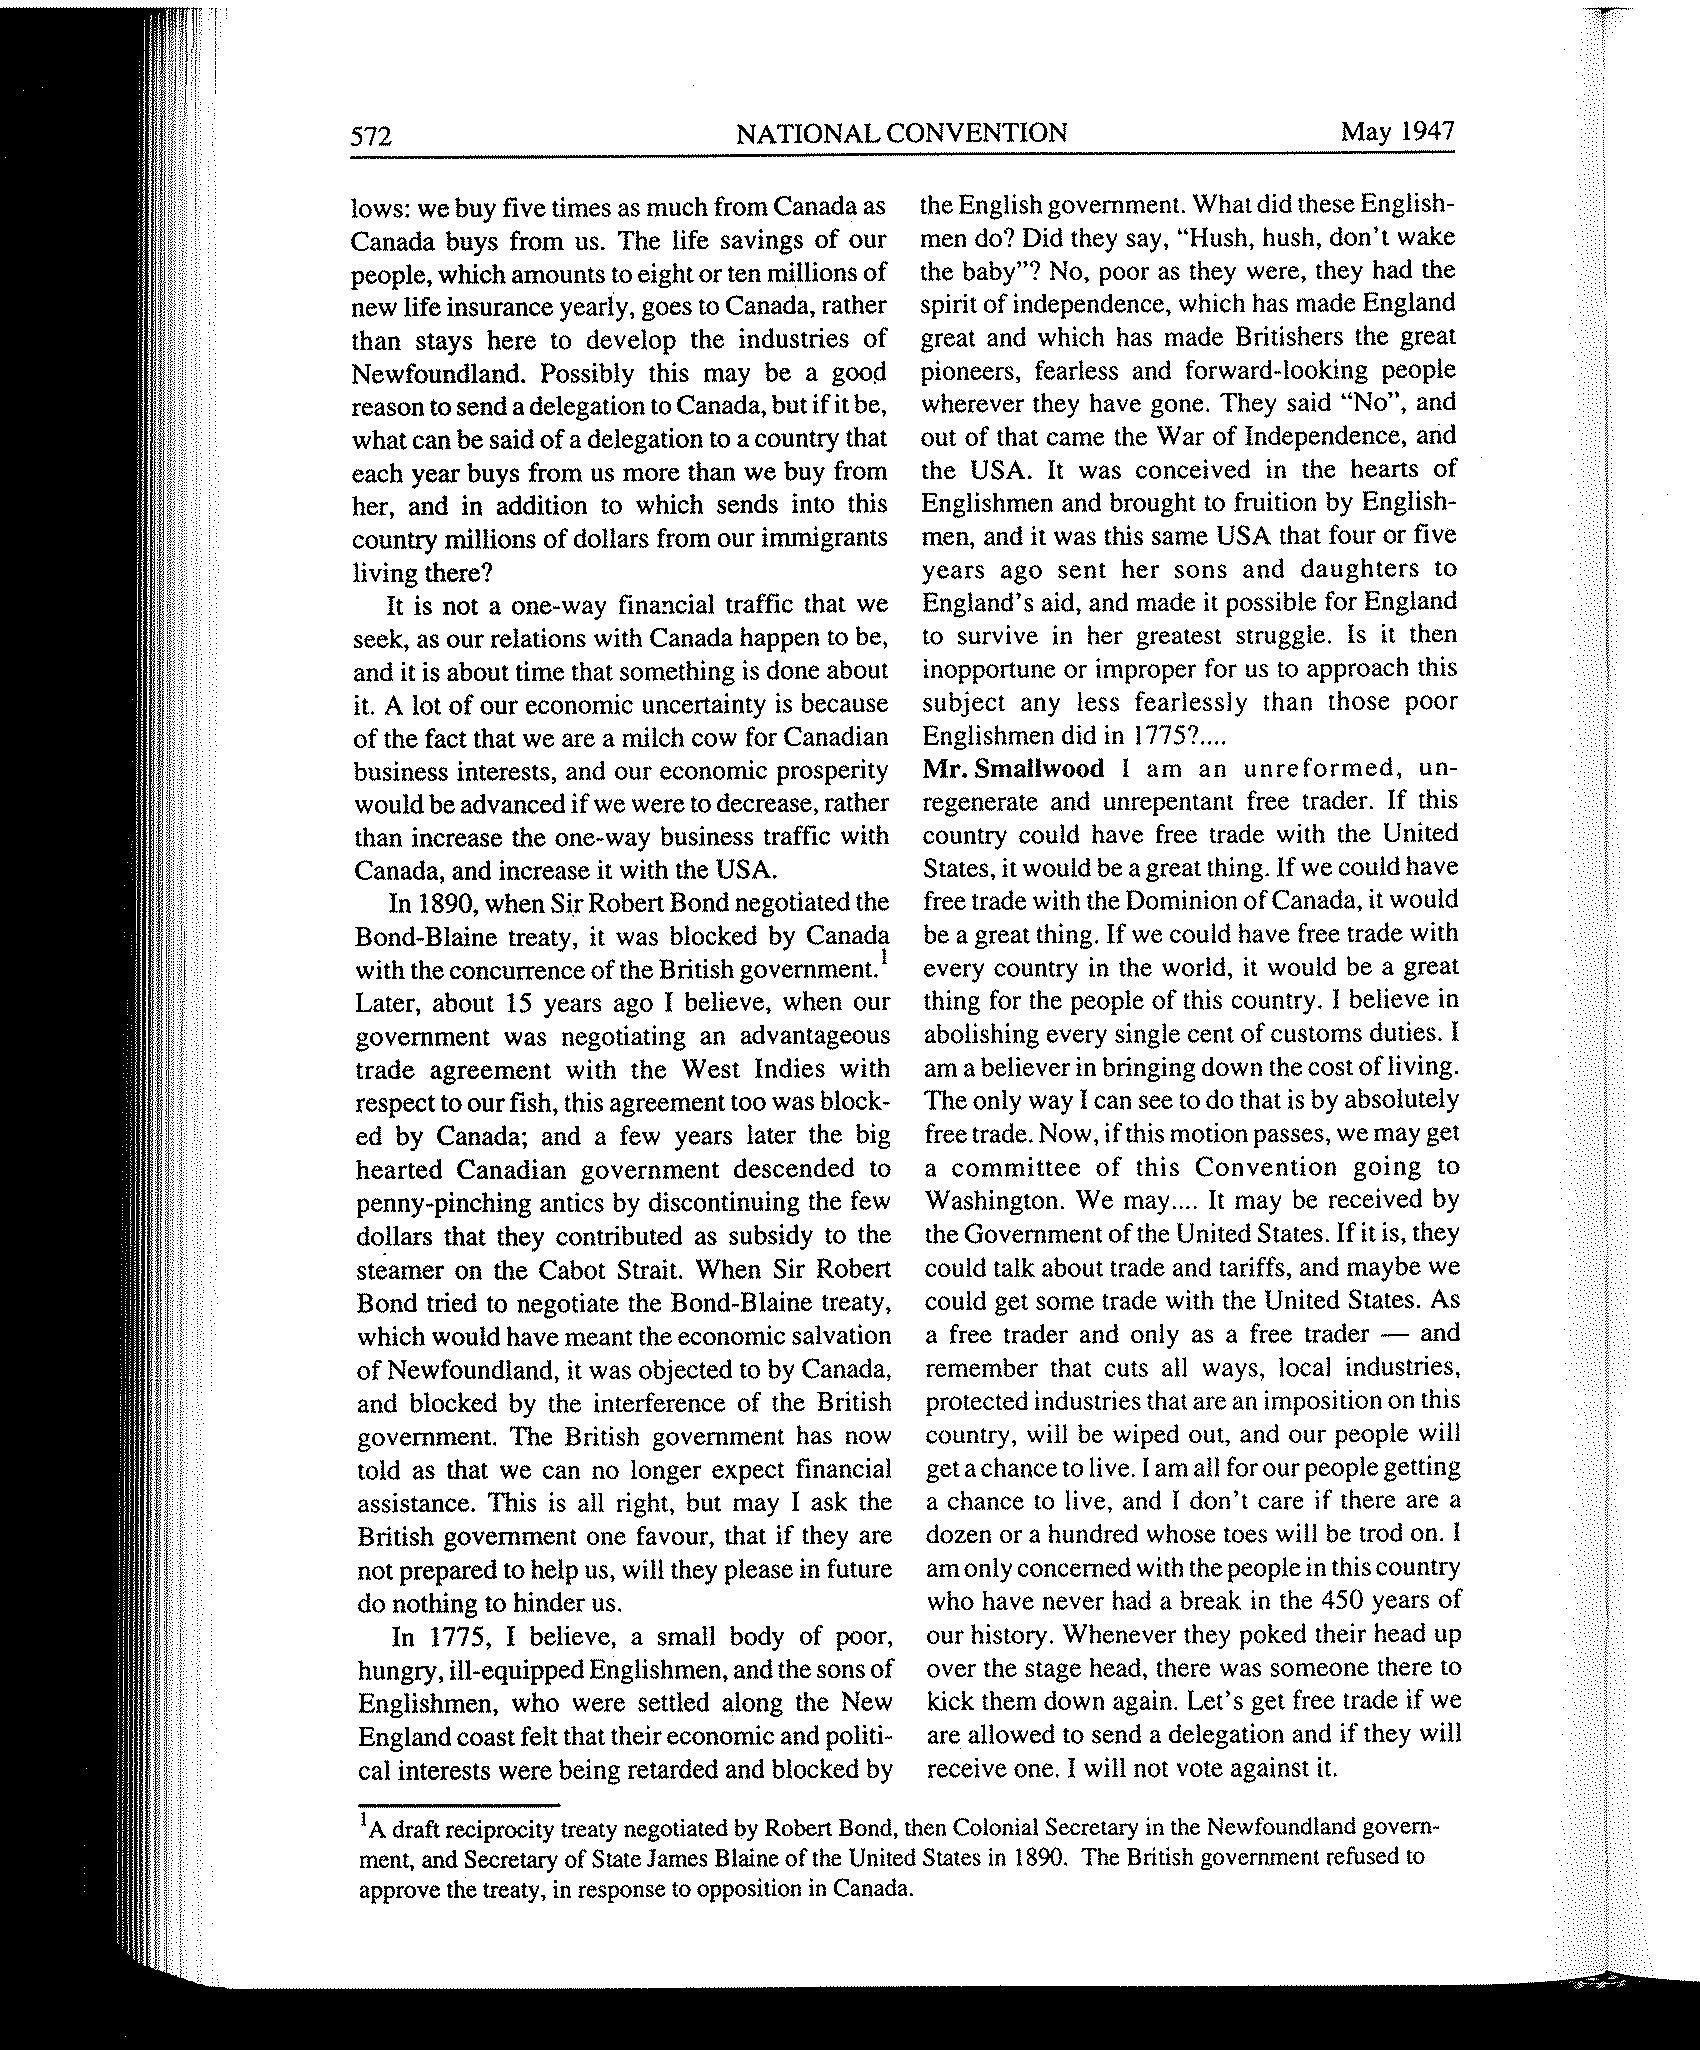 572 NATIONAL CONVENTION May 1947
lows: we buy five times as much from Canada as
Canada buys from us. The life savings of our
people, which amounts to eight or ten millions of
new life insurance yearly, goes to Canada, rather
than stays here to develop the industries of
Newfoundland. Possibly this may be a good
reason to send a delegation to Canada, but if it be,
what can be said of a delegation to a country that
each year buys from us more than we buy from
her, and in addition to which sends into this
country millions of dollars from our immigrants
living there?
It is not a one-way financial traffic that we
seek, as our relations with Canada happen to be,
and it is about time that something is done about
it. A lot of our economic uncertainty is because
of the fact that we are a milch cow for Canadian
business interests, and our economic prosperity
would be advanced if we were to decrease, rather
than increase the one-way business traffic with
Canada, and increase it with the USA.
In 1890, when Sir Robert Bond negotiated the
Bond-Blaine treaty, it was blocked by Canada
with the concurrence of the British government.¹
Later, about 15 years ago I believe, when our
government was negotiating an advantageous
trade agreement with the West Indies with
respect to our fish, this agreement too was block-
ed by Canada; and a few years later the big
hearted Canadian government descended to
penny-pinching antics by discontinuing the few
dollars that they contributed as subsidy to the
steamer on the Cabot Strait. When Sir Robert
Bond tried to negotiate the Bond-Blaine treaty,
which would have meant the economic salvation
of Newfoundland, it was objected to by Canada,
and blocked by the interference of the British
government. The British government has now
told as that we can no longer expect financial
assistance. This is all right, but may I ask the
British government one favour, that if they are
not prepared to help us, will they please in future
do nothing to hinder us.
In 1775, I believe, a small body of poor,
hungry, ill-equipped Englishmen, and the sons of
Englishmen, who were settled along the New
England coast felt that their economic and politi-
cal interests were being retarded and blocked by
the English government. What did these English-
men do? Did they say, "Hush, hush, don't wake
the baby"? No, poor as they were, they had the
spirit of independence, which has made England
great and which has made Britishers the great
pioneers, fearless and forward-looking people
wherever they have gone. They said "No", and
out of that came the War of Independence, and
the USA. It was conceived in the hearts of
Englishmen and brought to fruition by English-
men, and it was this same USA that four or five
years ago sent her sons and daughters to
England's aid, and made it possible for England
to survive in her greatest struggle. Is it then
inopportune or improper for us to approach this
subject any less fearlessly than those poor
Englishmen did in 1775?....
Mr. Smallwood I am an unreformed, un-
regenerate and unrepentant free trader. If this
country could have free trade with the United
States, it would be a great thing. If we could have
free trade with the Dominion of Canada, it would
be a great thing. If we could have free trade with
every country in the world, it would be a great
thing for the people of this country. I believe in
abolishing every single cent of customs duties. I
am a believer in bringing down the cost of living.
The only way I can see to do that is by absolutely
free trade. Now, if this motion passes, we may get
a committee of this Convention going to
Washington. We may.... It may be received by
the Government of the United States. If it is, they
could talk about trade and tariffs, and maybe we
could get some trade with the United States. As
a free trader and only as a free trader — and
remember that cuts all ways, local industries,
protected industries that are an imposition on this
country, will be wiped out, and our people will
get a chance to live. I am all for our people getting
a chance to live, and I don't care if there are a
dozen or a hundred whose toes will be trod on. I
am only concerned with the people in this country
who have never had a break in the 450 years of
our history. Whenever they poked their head up
over the stage head, there was someone there to
kick them down again. Let's get free trade if we
are allowed to send a delegation and if they will
receive one. I will not vote against it.
¹A draft reciprocity treaty negotiated by Robert Bond, then Colonial Secretary in the Newfoundland govern-
ment, and Secretary of State James Blaine of the United States in 1890. The British government refused to
approve the treaty, in response to opposition in Canada.